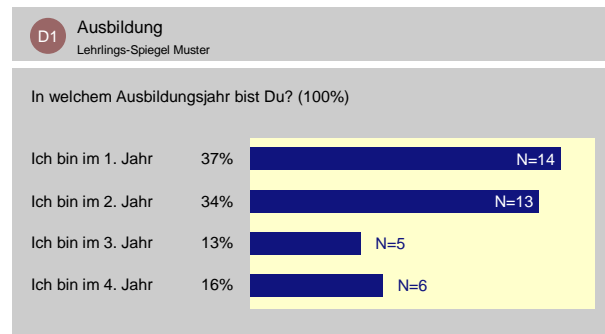 D1
Ausbildung
Lehrlings-Spiegel Muster
In welchem Ausbildungsjahr bist Du? (100%)
Ich bin im 1. Jahr 37% N=14
Ich bin im 2. Jahr 34% N=13
Ich bin im 3. Jahr 13% N=5
Ich bin im 4. Jahr 16% N=6